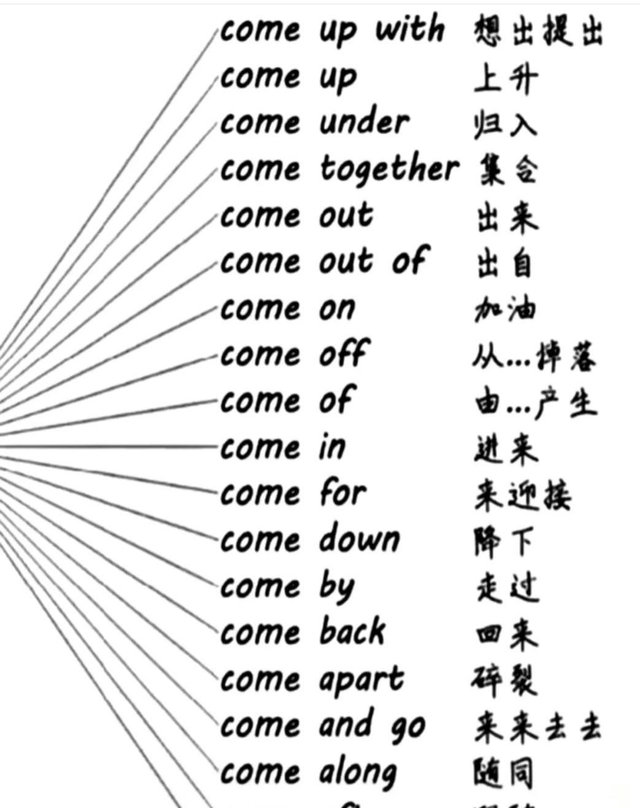 come up with 想出提出
come up 上升
come under 归入
come together 集合
come out 出来
come out of 出自
come on 加油
come off 从...掉落
come of 由...产生
come in 进来
come for 来迎接
come down 降下
come by 走过
come back 回来
come apart 碎裂
come and go 来来去去
come along 随同